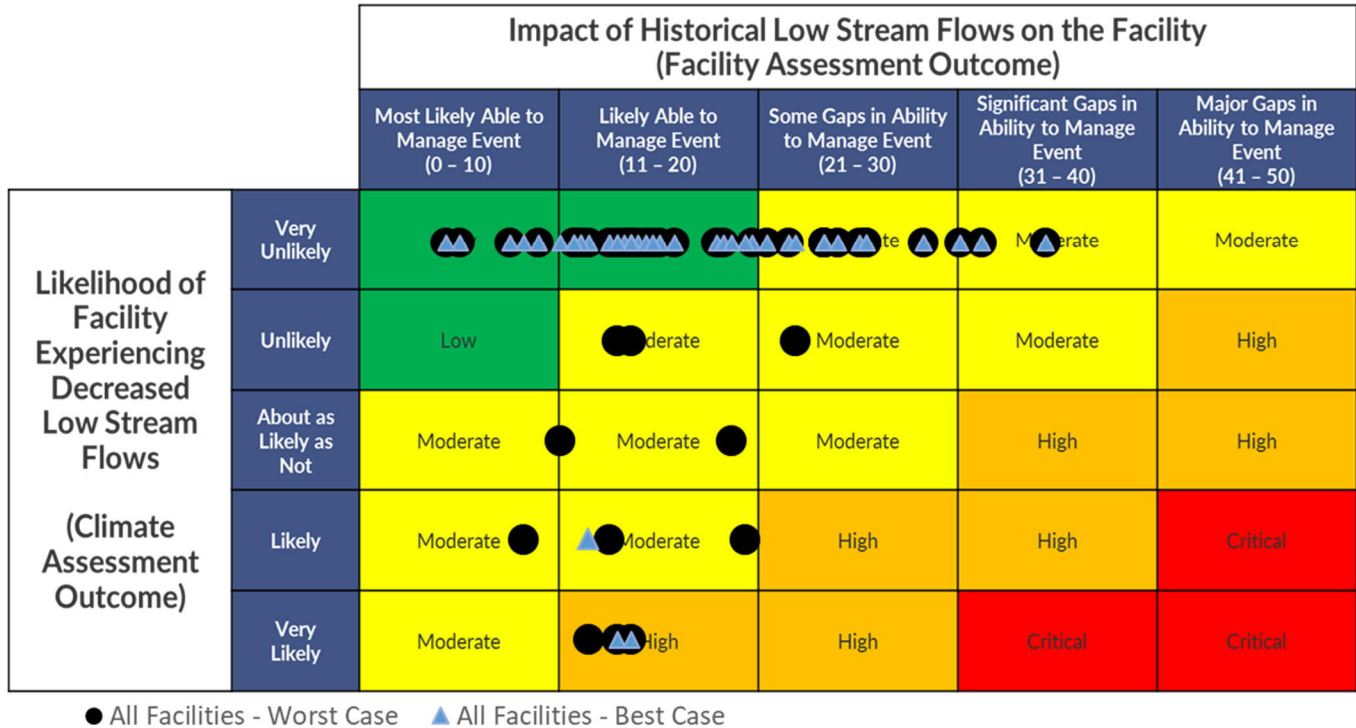 Impact of Historical Low Stream Flows on the Facility
(Facility Assessment Outcome)
Most Likely Able to
Manage Event
(0 – 10)
Likely Able to
Manage Event
(11 – 20)
Some Gaps in Ability
to Manage Event
(21 – 30)
Significant Gaps in
Ability to Manage
Event
(31 – 40)
Major Gaps in
Ability to Manage
Event
(41 – 50)
Likelihood of
Facility
Experiencing
Decreased
Low Stream
Flows
(Climate
Assessment
Outcome)
Very
Unlikely
Moderate
Unlikely
Low
Moderate
Moderate
High
About as
Likely as
Not
Moderate
Moderate
Moderate
High
High
Likely
Moderate
Moderate
High
High
Critical
Very
Likely
Moderate
High
High
Critical
Critical
All Facilities - Worst Case
All Facilities - Best Case